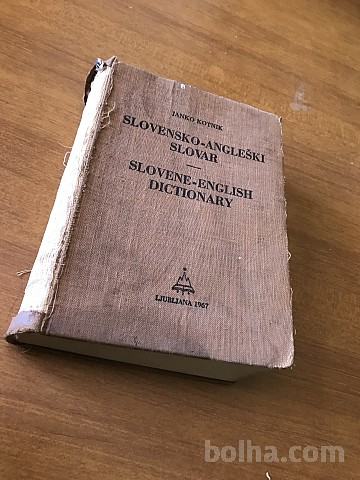 JANKO KOTNIK
SLOVENSKO-ANGLEŠKI
SLOVAR
SLOVENE-ENGLISH
DICTIONARY
LJUBLJANA 1967
bolha.com